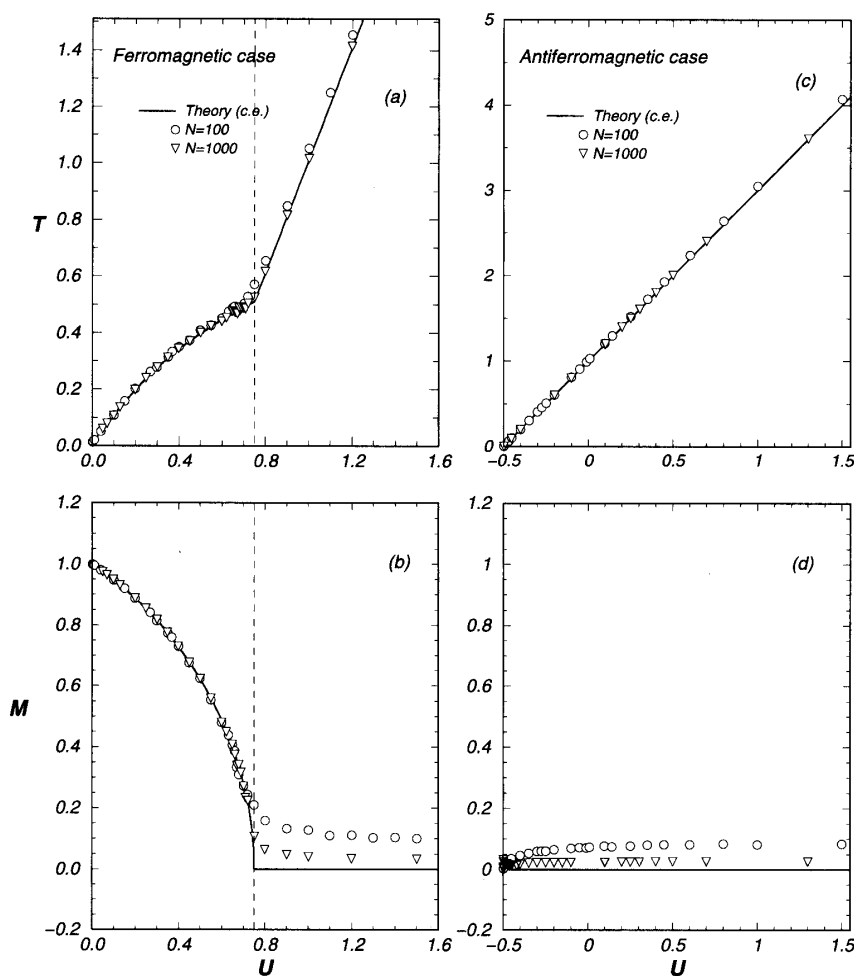 Ferromagnetic case
(a)
Theory (c.e.)
N=100
N=1000
T
1.4
1.2
1.0
0.8
0.6
0.4
0.2
0.0
0.0 0.4 0.8 1.2 1.6
Antiferromagnetic case
(c)
Theory (c.e.)
N=100
N=1000
5
4
3
2
1
0
−0.5 0 0.5 1 1.5
(b)
M
1.2
1.0
0.8
0.6
0.4
0.2
0.0
−0.2
0.0 0.4 0.8 1.2 1.6
U
(d)
1.2
1
0.8
0.6
0.4
0.2
0
−0.2
−0.5 0 0.5 1 1.5
U